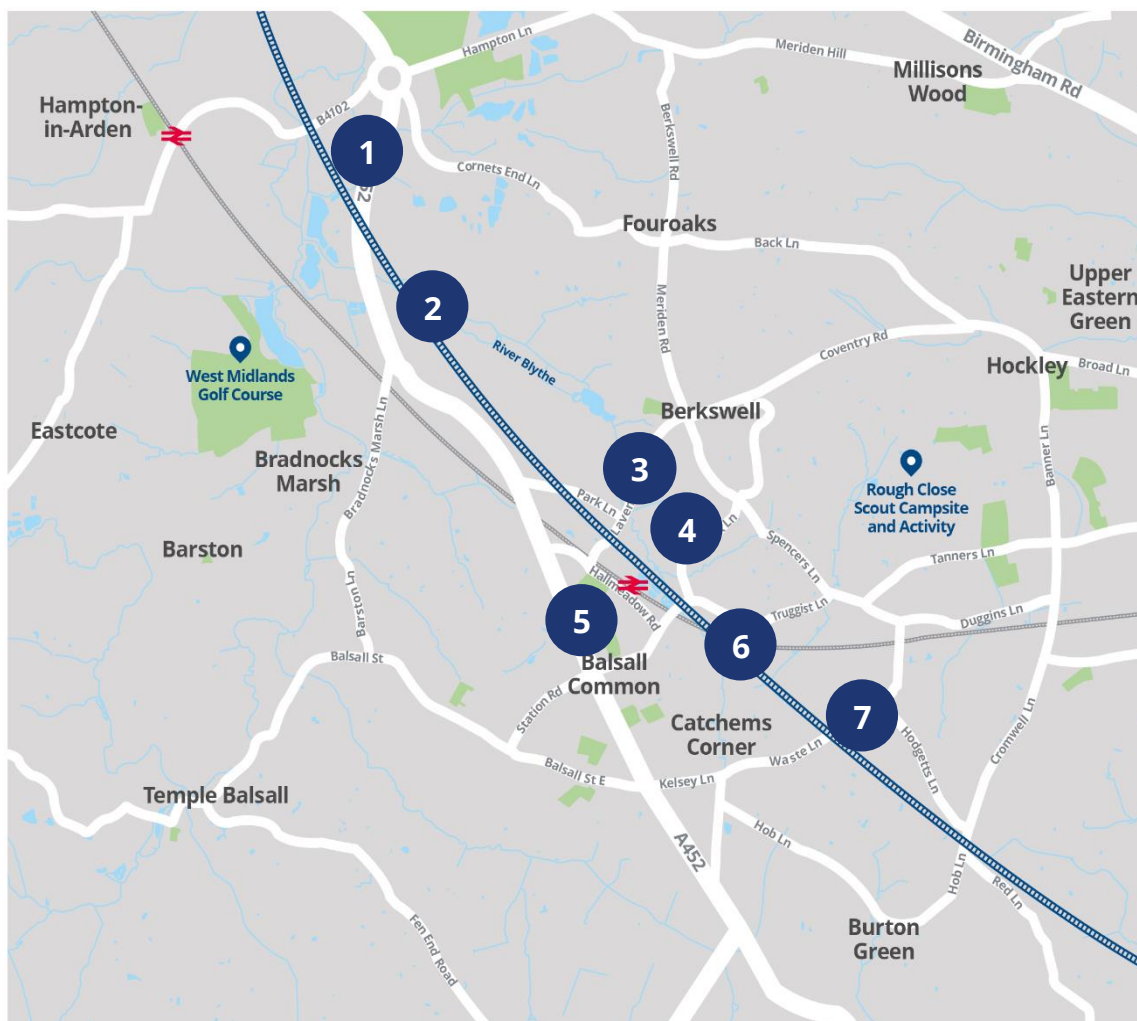 Hampton Ln
Meriden Hill
Birmingham Rd
Millisons
Wood
Hampton-
in-Arden
B4102
Berkswell Rd
1
52
Cornets End Ln
Fouroaks
Back Ln
Upper
Eastern
Green
2
Meriden Rd
River Blythe
Coventry Rd
Hockley
Broad Ln
West Midlands
Golf Course
Bradnocks Marsh Ln
Berkswell
Eastcote
Bradnocks
Marsh
Banner Ln
3
Park Ln
Laver
4
Ln
Rough Close
Scout Campsite
and Activity
Spencers Ln
Tanners Ln
Barston
Barston Ln
Hallmeadow Rd
5
Truggist Ln
Duggins Ln
6
Balsall St
Balsall
Common
Station Rd
Catchems
Corner
7
Hodgetts Ln
Cromwell Ln
Waste Ln
Balsall St E
Kelsey Ln
Temple Balsall
A452
Hob Ln
Hob Ln
Red Ln
Burton
Green
Fen End Road